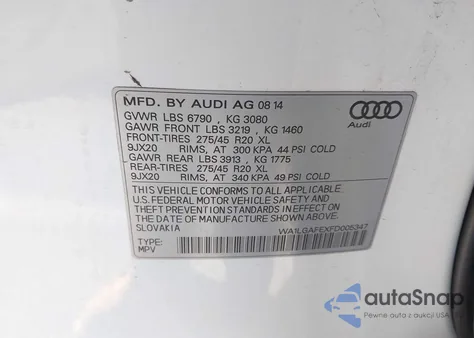 MFD. BY AUDI AG 08 14
GVWR LBS 6790 , KG 3080
GAWR FRONT LBS 3219 , KG 1460
FRONT-TIRES 275/45 R20 XL
9JX20 RIMS, AT 300 KPA 44 PSI COLD
GAWR REAR LBS 3913 , KG 1775
REAR-TIRES 275/45 R20 XL
9JX20 RIMS, AT 340 KPA 49 PSI COLD
Audi
THIS VEHICLE CONFORMS TO ALL APPLICABLE
U.S. FEDERAL MOTOR VEHICLE SAFETY AND
THEFT PREVENTION STANDARDS IN EFFECT ON
THE DATE OF MANUFACTURE SHOWN ABOVE.
SLOVAKIA
WA1LGAFEXFD005347
TYPE:
MPV
autoSnap
Pewne auta z aukcji USA